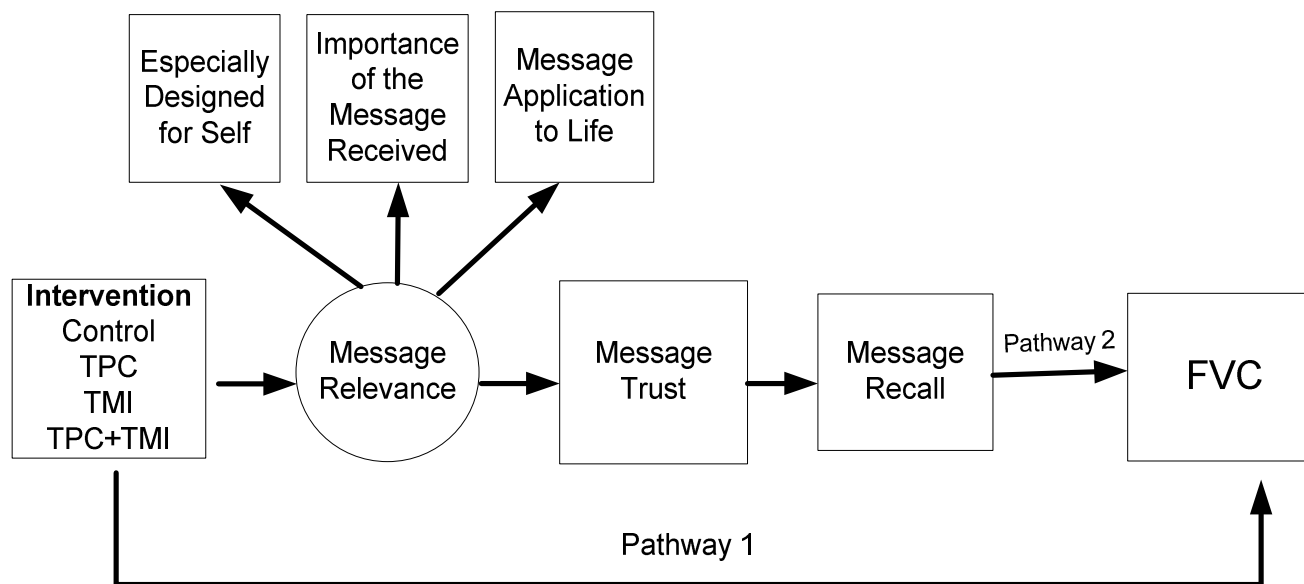 Especially
Designed
for Self
Importance
of the
Message
Received
Message
Application
to Life
Intervention
Control
TPC
TMI
TPC+TMI
Message
Relevance
Message
Trust
Message
Recall
Pathway 2
FVC
Pathway 1